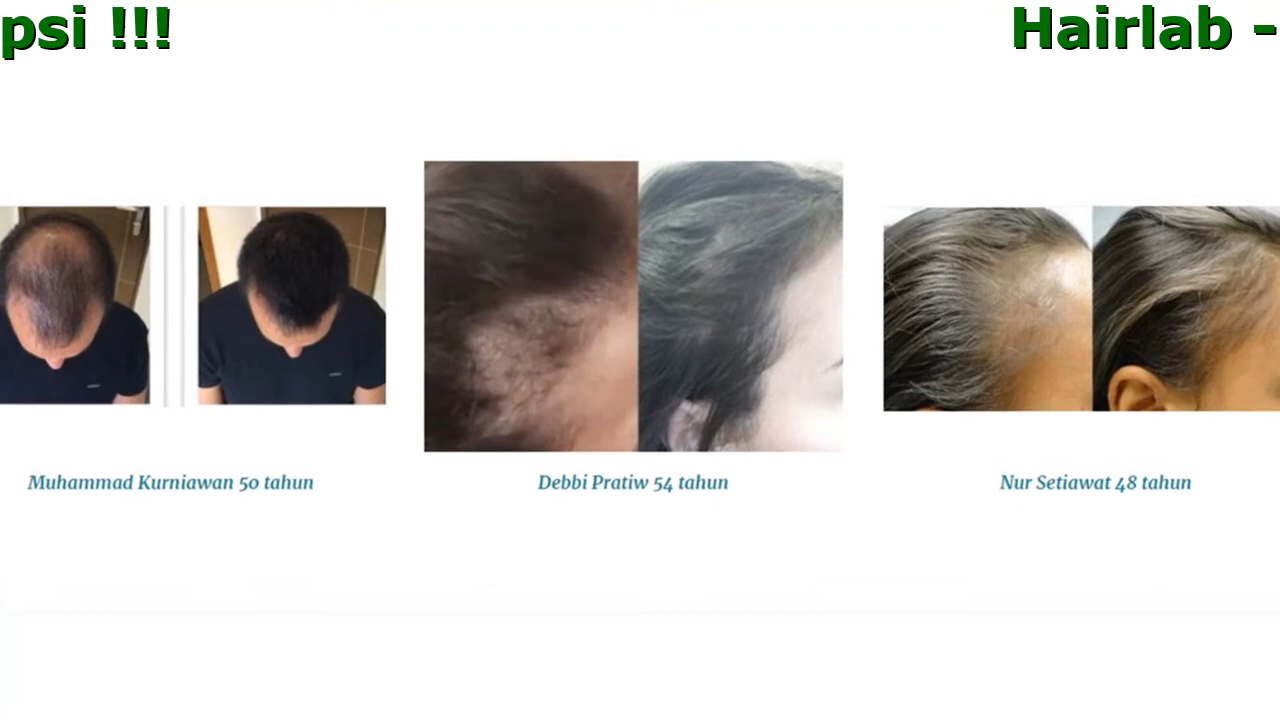 psi !!!
Hairlab -
Muhammad Kurniawan 50 tahun
Debbi Pratiw 54 tahun
Nur Setiawat 48 tahun